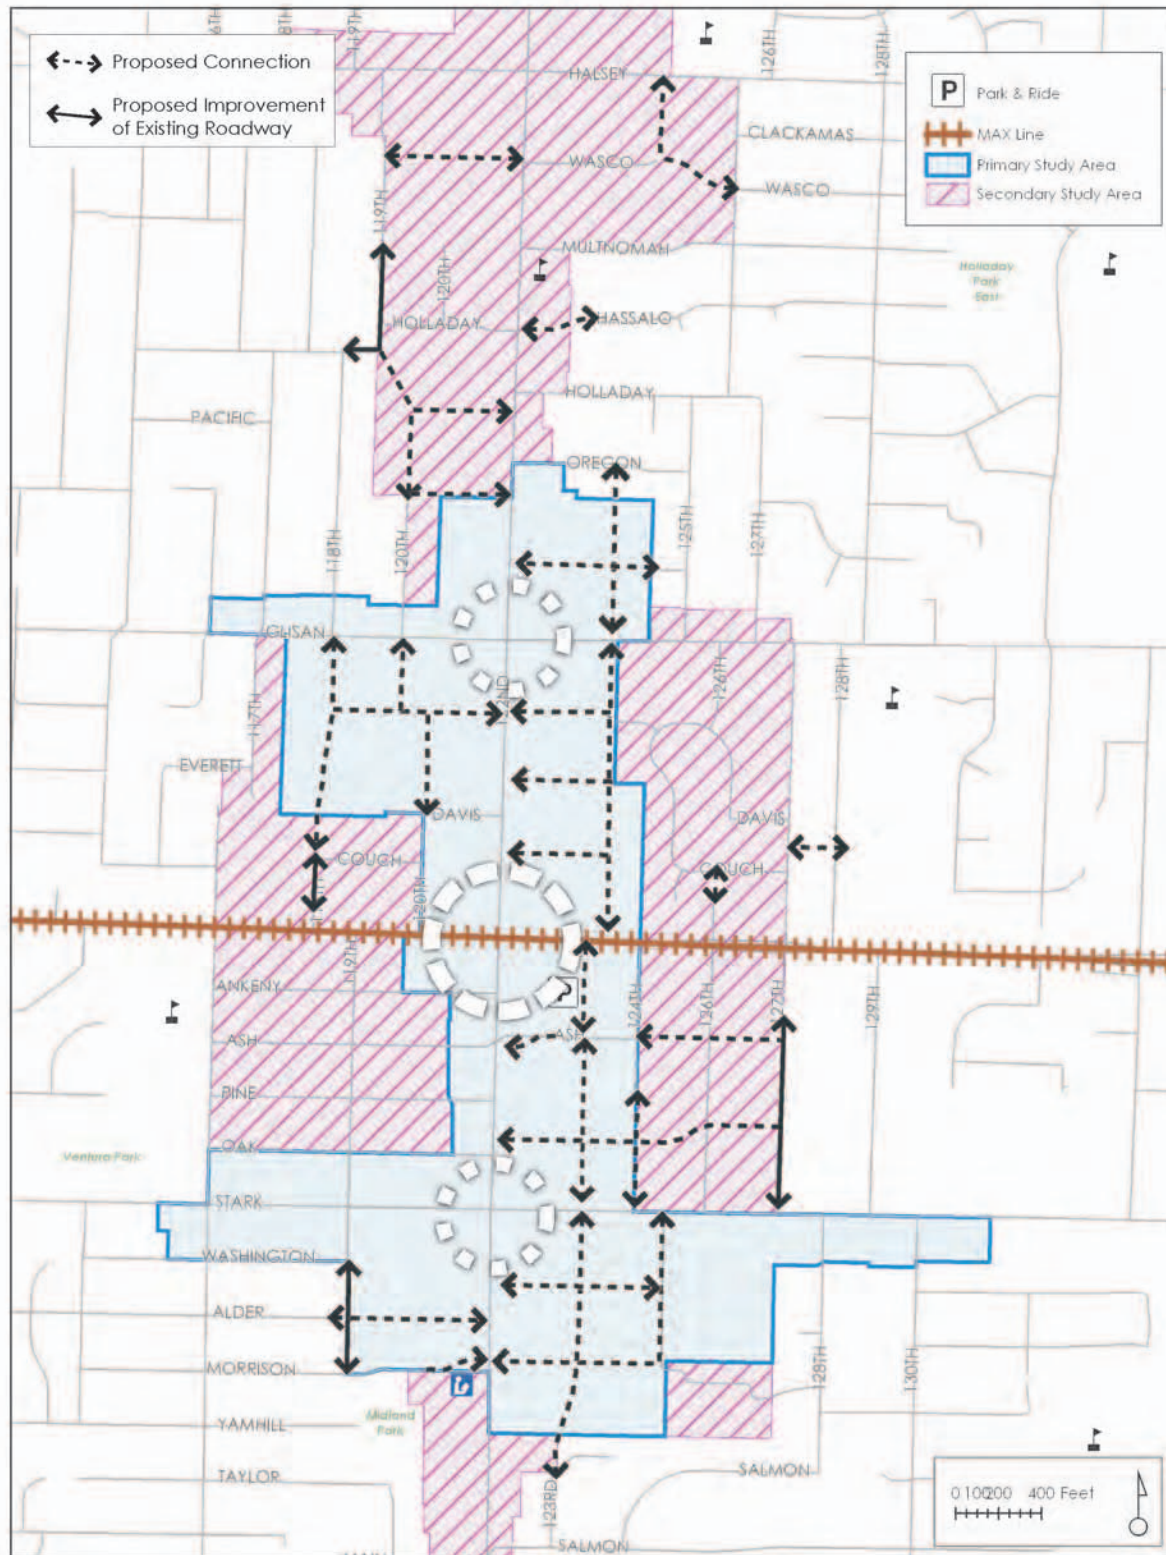 119TH
126TH
128TH
Proposed Connection
Proposed Improvement
of Existing Roadway
P
Park & Ride
MAX Line
Primary Study Area
Secondary Study Area
HALSEY
CLACKAMAS
WASCO
WASCO
119TH
MULTNOMAH
120TH
Holladay
Park
East
HOLLADAY
HASSALO
HOLLADAY
PACIFIC
OREGON
118TH
120TH
125TH
127TH
GLISAN
117TH
122ND
126TH
128TH
EVERETT
DAVIS
DAVIS
COUCH
COUCH
120TH
119TH
ANKENY
P
124TH
126TH
127TH
129TH
ASH
ASH
PINE
OAK
Ventura Park
STARK
WASHINGTON
ALDER
MORRISON
128TH
130TH
YAMHILL
Midland
Park
TAYLOR
SALMON
123RD
SALMON
MAIN
0 100200 400 Feet